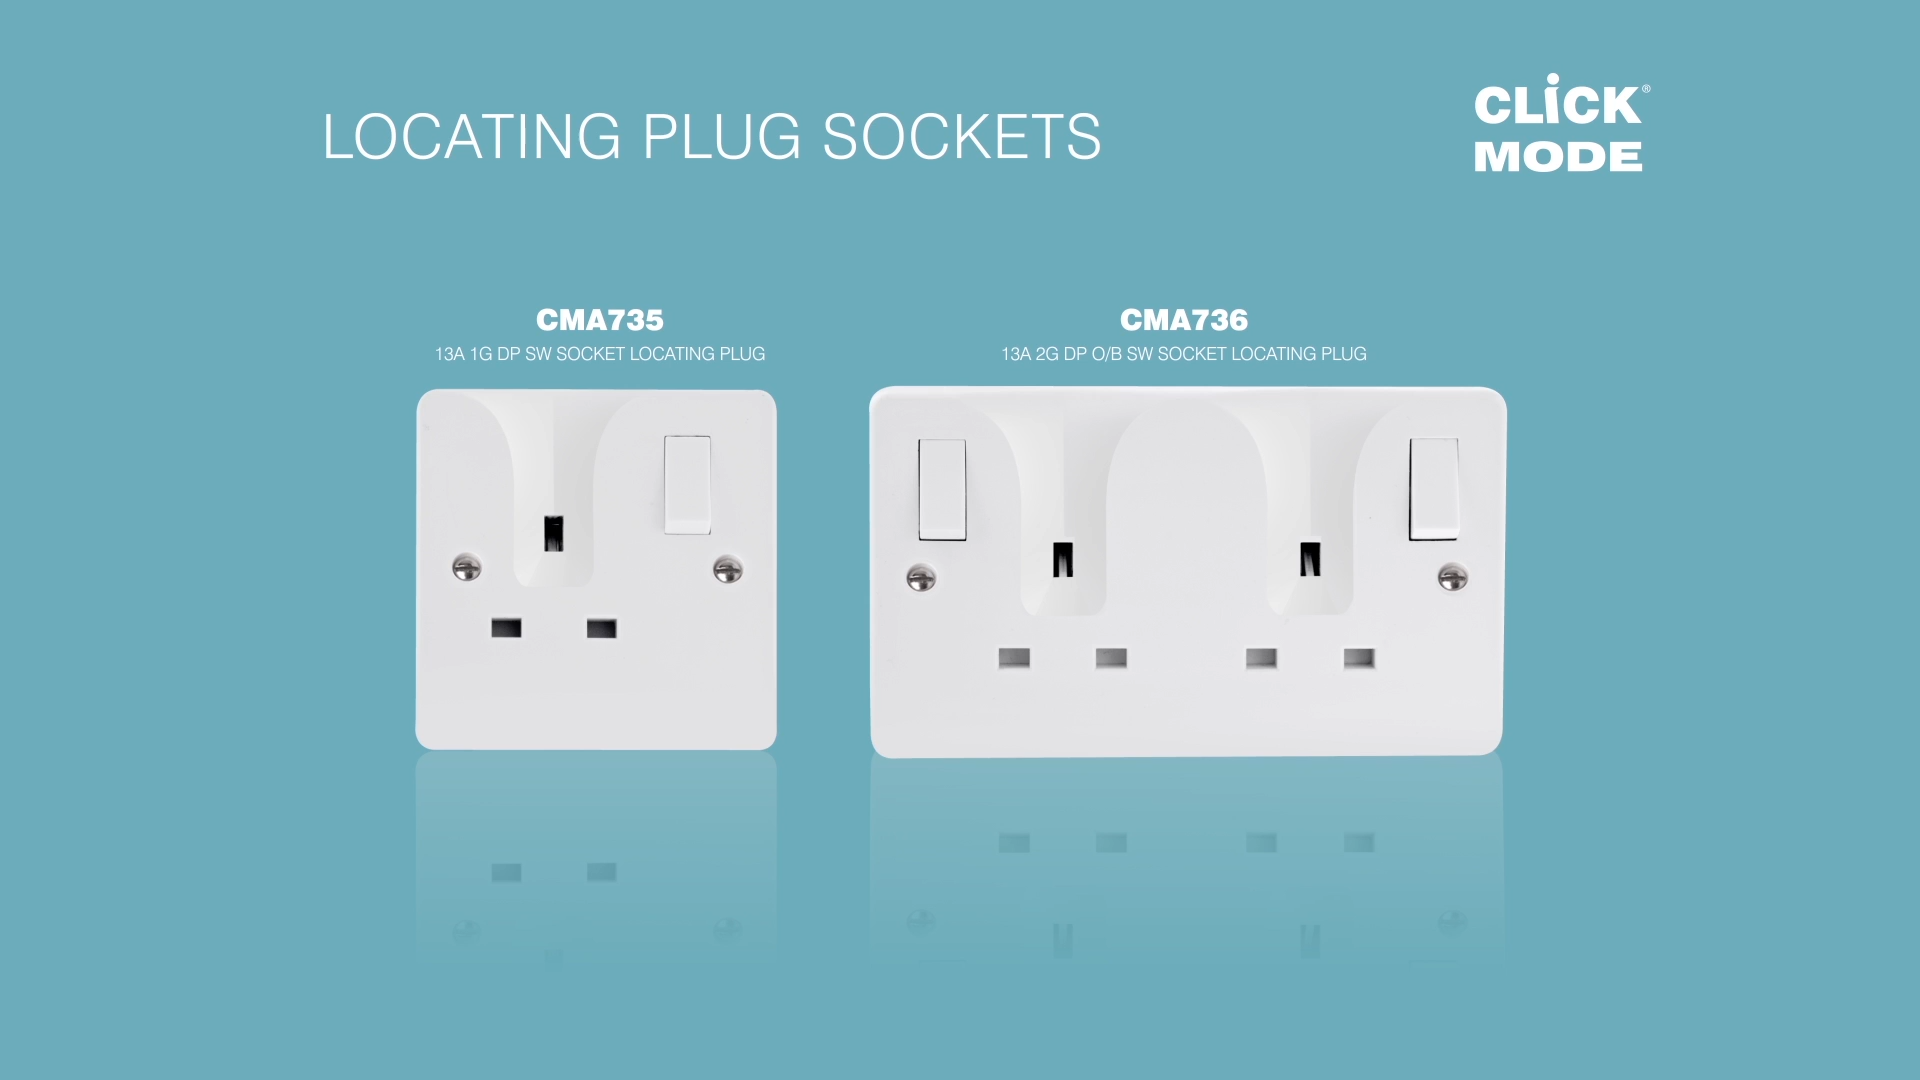 LOCATING PLUG SOCKETS
CLiCK®
MODE
CMA735
13A 1G DP SW SOCKET LOCATING PLUG
CMA736
13A 2G DP O/B SW SOCKET LOCATING PLUG